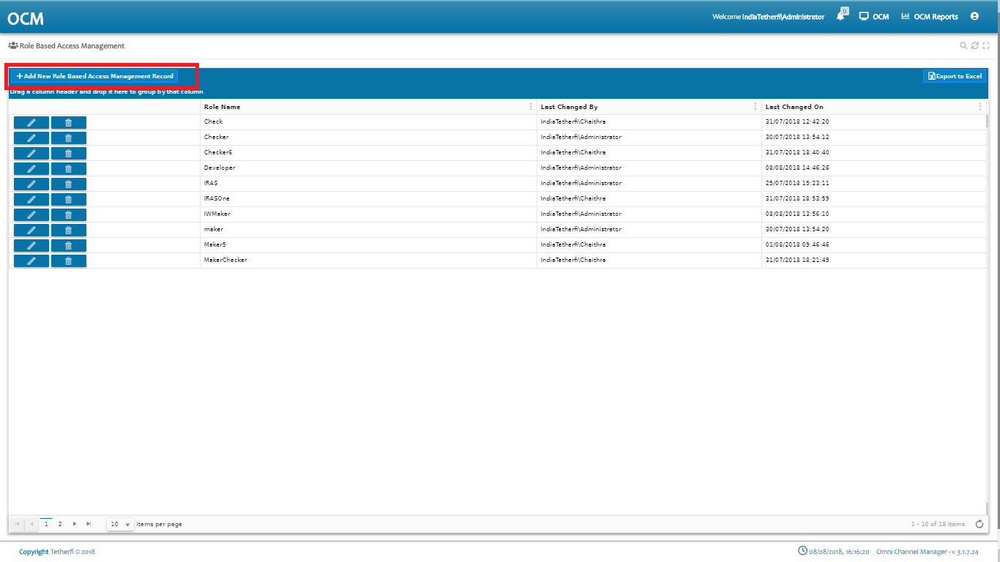 OCM
Welcome IndiaTetherfi\Administrator 0 OCM OCM Reports
Role Based Access Management
Add New Role Based Access Management Record Export to Excel
Drag a column header and drop it here to group by that column
Role Name Last Changed By Last Changed On
Check IndiaTetherfi\Chaithra 31/07/2018 12:42:20
Checker IndiaTetherfi\Administrator 30/07/2018 13:54:12
Checker6 IndiaTetherfi\Chaithra 31/07/2018 18:40:40
Developer IndiaTetherfi\Administrator 08/08/2018 14:46:26
IRAS IndiaTetherfi\Administrator 25/07/2018 15:23:11
IRASOne IndiaTetherfi\Chaithra 31/07/2018 18:53:59
IWMaker IndiaTetherfi\Administrator 08/08/2018 13:56:10
maker IndiaTetherfi\Administrator 30/07/2018 13:54:20
Maker5 IndiaTetherfi\Chaithra 01/08/2018 09:46:46
MakerChecker IndiaTetherfi\Chaithra 31/07/2018 18:21:49
1 2 10 items per page 1 - 10 of 18 items
Copyright Tetherfi © 2018 08/08/2018, 16:16:20 Omni Channel Manager - v 3.1.7.24